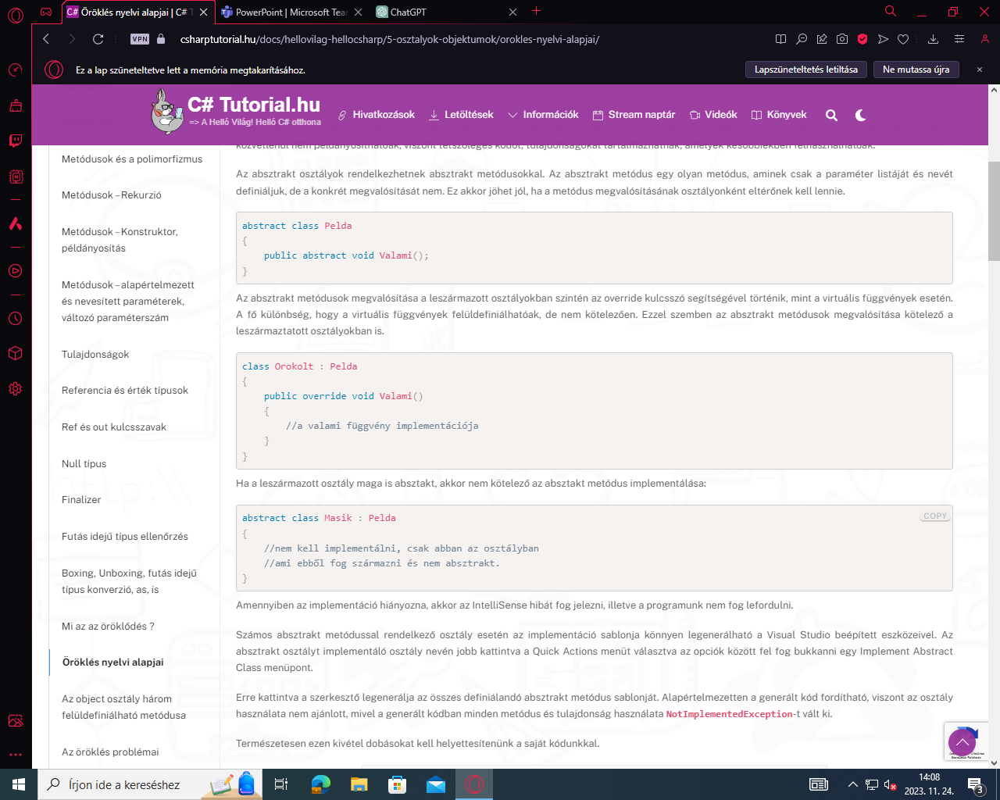 Öröklés nyelvi alapjai | C# T
PowerPoint | Microsoft Tear
ChatGPT
VPN
csharptutorial.hu/docs/hellovilag-hellocsharp/5-osztalyok-objektumok/orokles-nyelvi-alapjai/
Ez a lap szüneteltetve lett a memória megtakarításához.
Lapszüneteltetés letiltása
Ne mutassa újra
C# Tutorial.hu
=> A Helló Világ! Helló C# otthona
Hivatkozások
Letöltések
Információk
Stream naptár
Videók
Könyvek
Metódusok és a polimorfizmus
Metódusok – Rekurzió
Metódusok – Konstruktor,
példányosítás
Metódusok – alapértelmezett
és nevesített paraméterek,
változó paraméterszám
Tulajdonságok
Referencia és érték típusok
Ref és out kulcsszavak
Null típus
Finalizer
Futás idejű típus ellenőrzés
Boxing, Unboxing, futás idejű
típus konverzió, as, is
Mi az az öröklődés ?
Öröklés nyelvi alapjai
Az object osztály három
felüldefiniálható metódusa
Az öröklés problémai
közvetlenül nem példányosíthatóak, viszont tetszőleges kódot, tulajdonságokat tartalmazhatnak, amelyek későbbiekben felhasználhatóak.
Az absztrakt osztályok rendelkezhetnek absztrakt metódusokkal. Az absztrakt metódus egy olyan metódus, aminek csak a paraméter listáját és nevét
definiáljuk, de a konkrét megvalósítását nem. Ez akkor jöhet jól, ha a metódus megvalósításának osztályonként eltérőnek kell lennie.
abstract class Pelda
{
public abstract void Valami();
}
Az absztrakt metódusok megvalósítása a leszármazott osztályokban szintén az override kulcsszó segítségével történik, mint a virtuális függvények esetén.
A fő különbség, hogy a virtuális függvények felüldefiniálhatóak, de nem kötelezően. Ezzel szemben az absztrakt metódusok megvalósítása kötelező a
leszármaztatott osztályokban is.
class Orokolt : Pelda
{
public override void Valami()
{
//a valami függvény implementációja
}
}
Ha a leszármazott osztály maga is absztakt, akkor nem kötelező az absztakt metódus implementálása:
abstract class Masik : Pelda
COPY
{
//nem kell implementálni, csak abban az osztályban
//ami ebből fog származni és nem absztrakt.
}
Amennyiben az implementáció hiányozna, akkor az IntelliSense hibát fog jelezni, illetve a programunk nem fog lefordulni.
Számos absztrakt metódussal rendelkező osztály esetén az implementáció sablonja könnyen legenerálható a Visual Studio beépített eszközeivel. Az
absztrakt osztályt implementáló osztály nevén jobb kattintva a Quick Actions menüt választva az opciók között fel fog bukkanni egy Implement Abstract
Class menüpont.
Erre kattintva a szerkesztő legenerálja az összes definiálandó absztrakt metódus sablonját. Alapértelmezetten a generált kód fordítható, viszont az osztály
használata nem ajánlott, mivel a generált kódban minden metódus és tulajdonság használata NotImplementedException-t vált ki.
Természetesen ezen kivétel dobásokat kell helyettesítenünk a saját kódunkkal.
Írjon ide a kereséshez
14:08
2023. 11. 24.
3